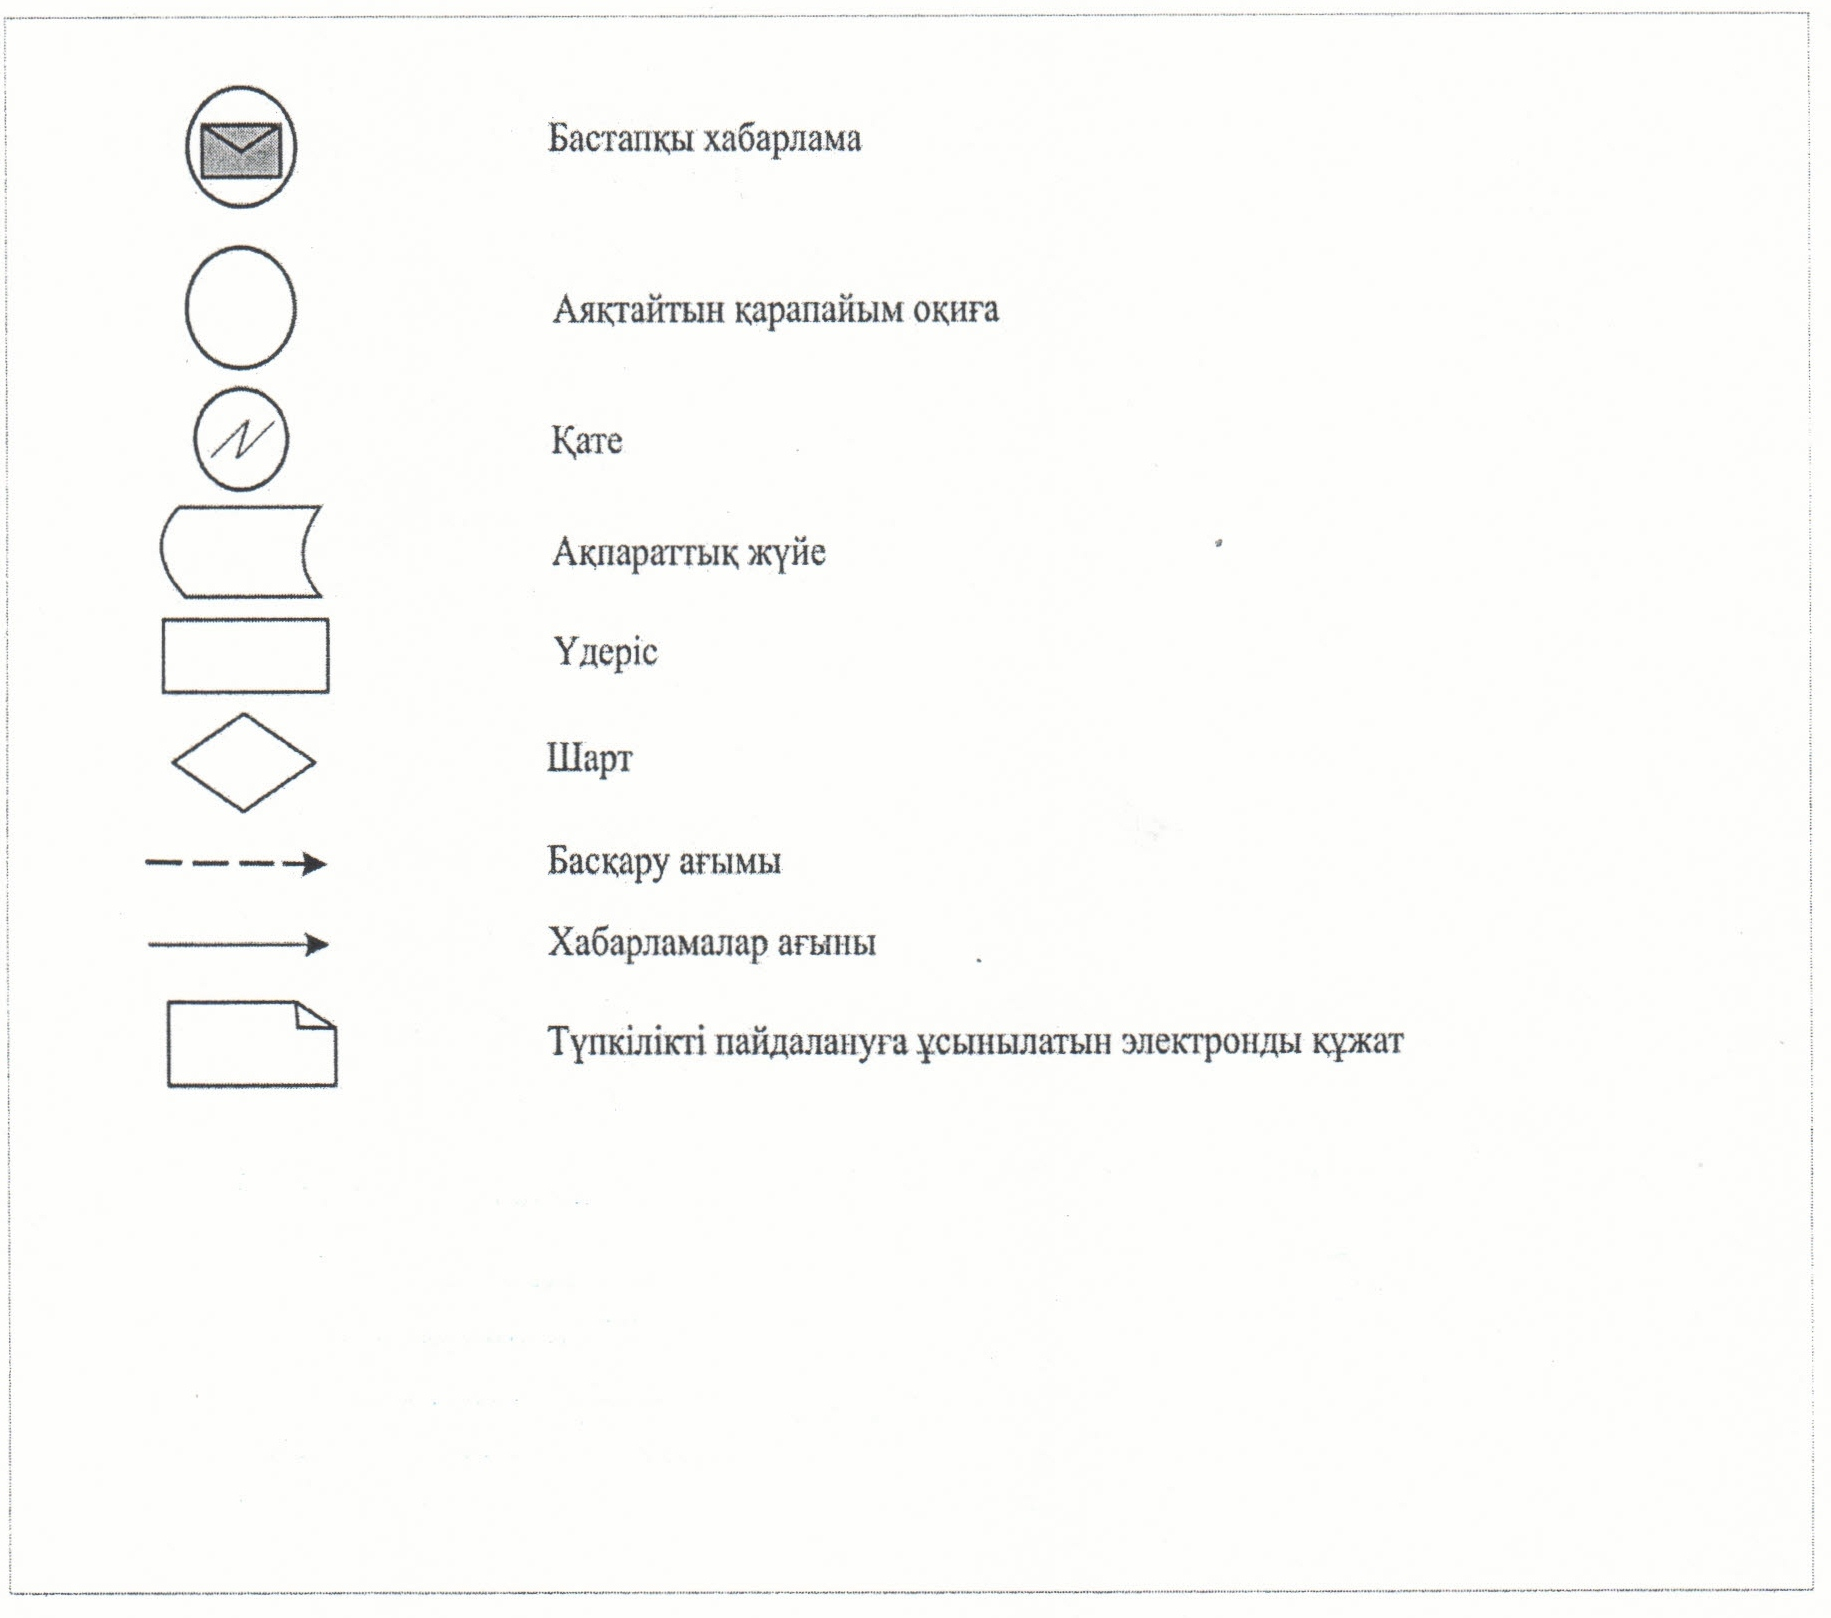 Бастапқы хабарлама
Аяқтайтын қарапайым оқиға
Қате
Ақпараттық жүйе
Үдеріс
Шарт
Басқару ағымы
Хабарламалар ағыны
Түпкілікті пайдалануға ұсынылатын электронды құжат